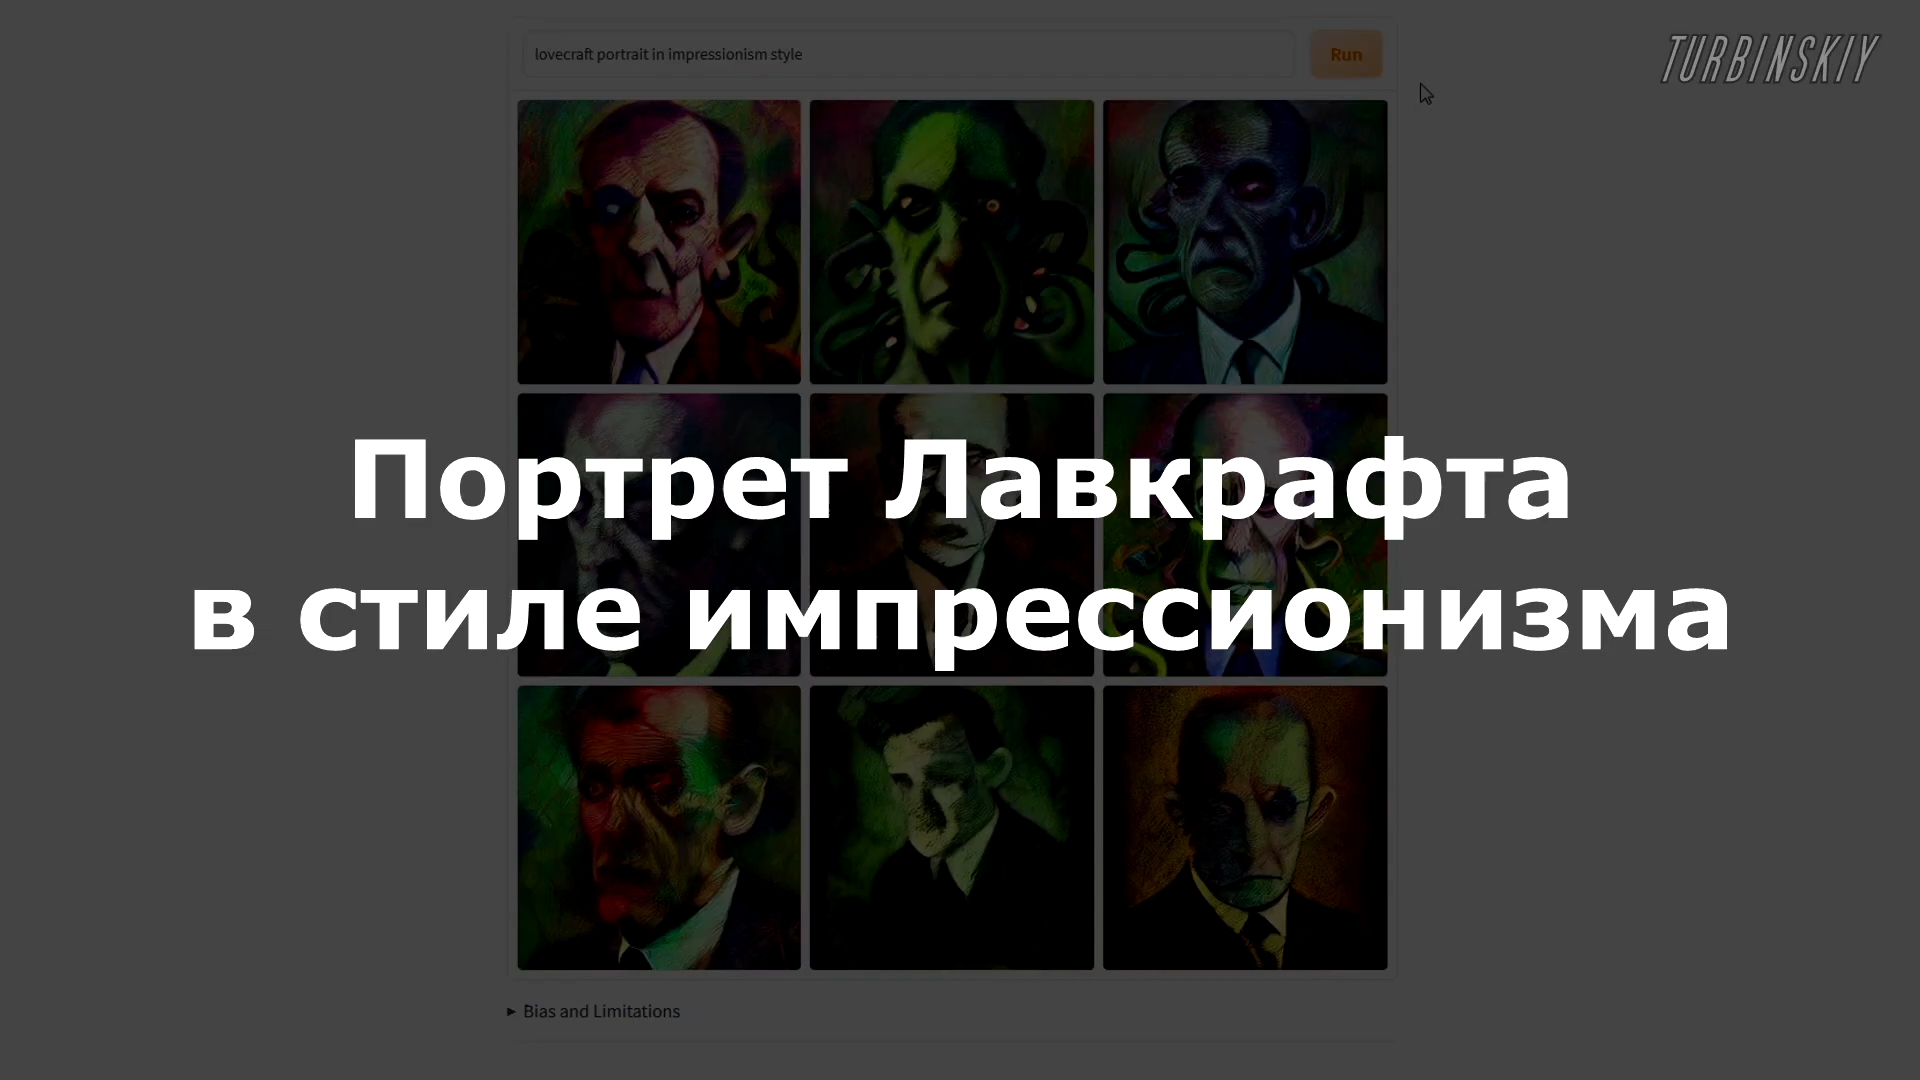 lovecraft portrait in impressionism style
Run
TURBINSKIY
Портрет Лавкрафта
в стиле импрессионизма
Bias and Limitations